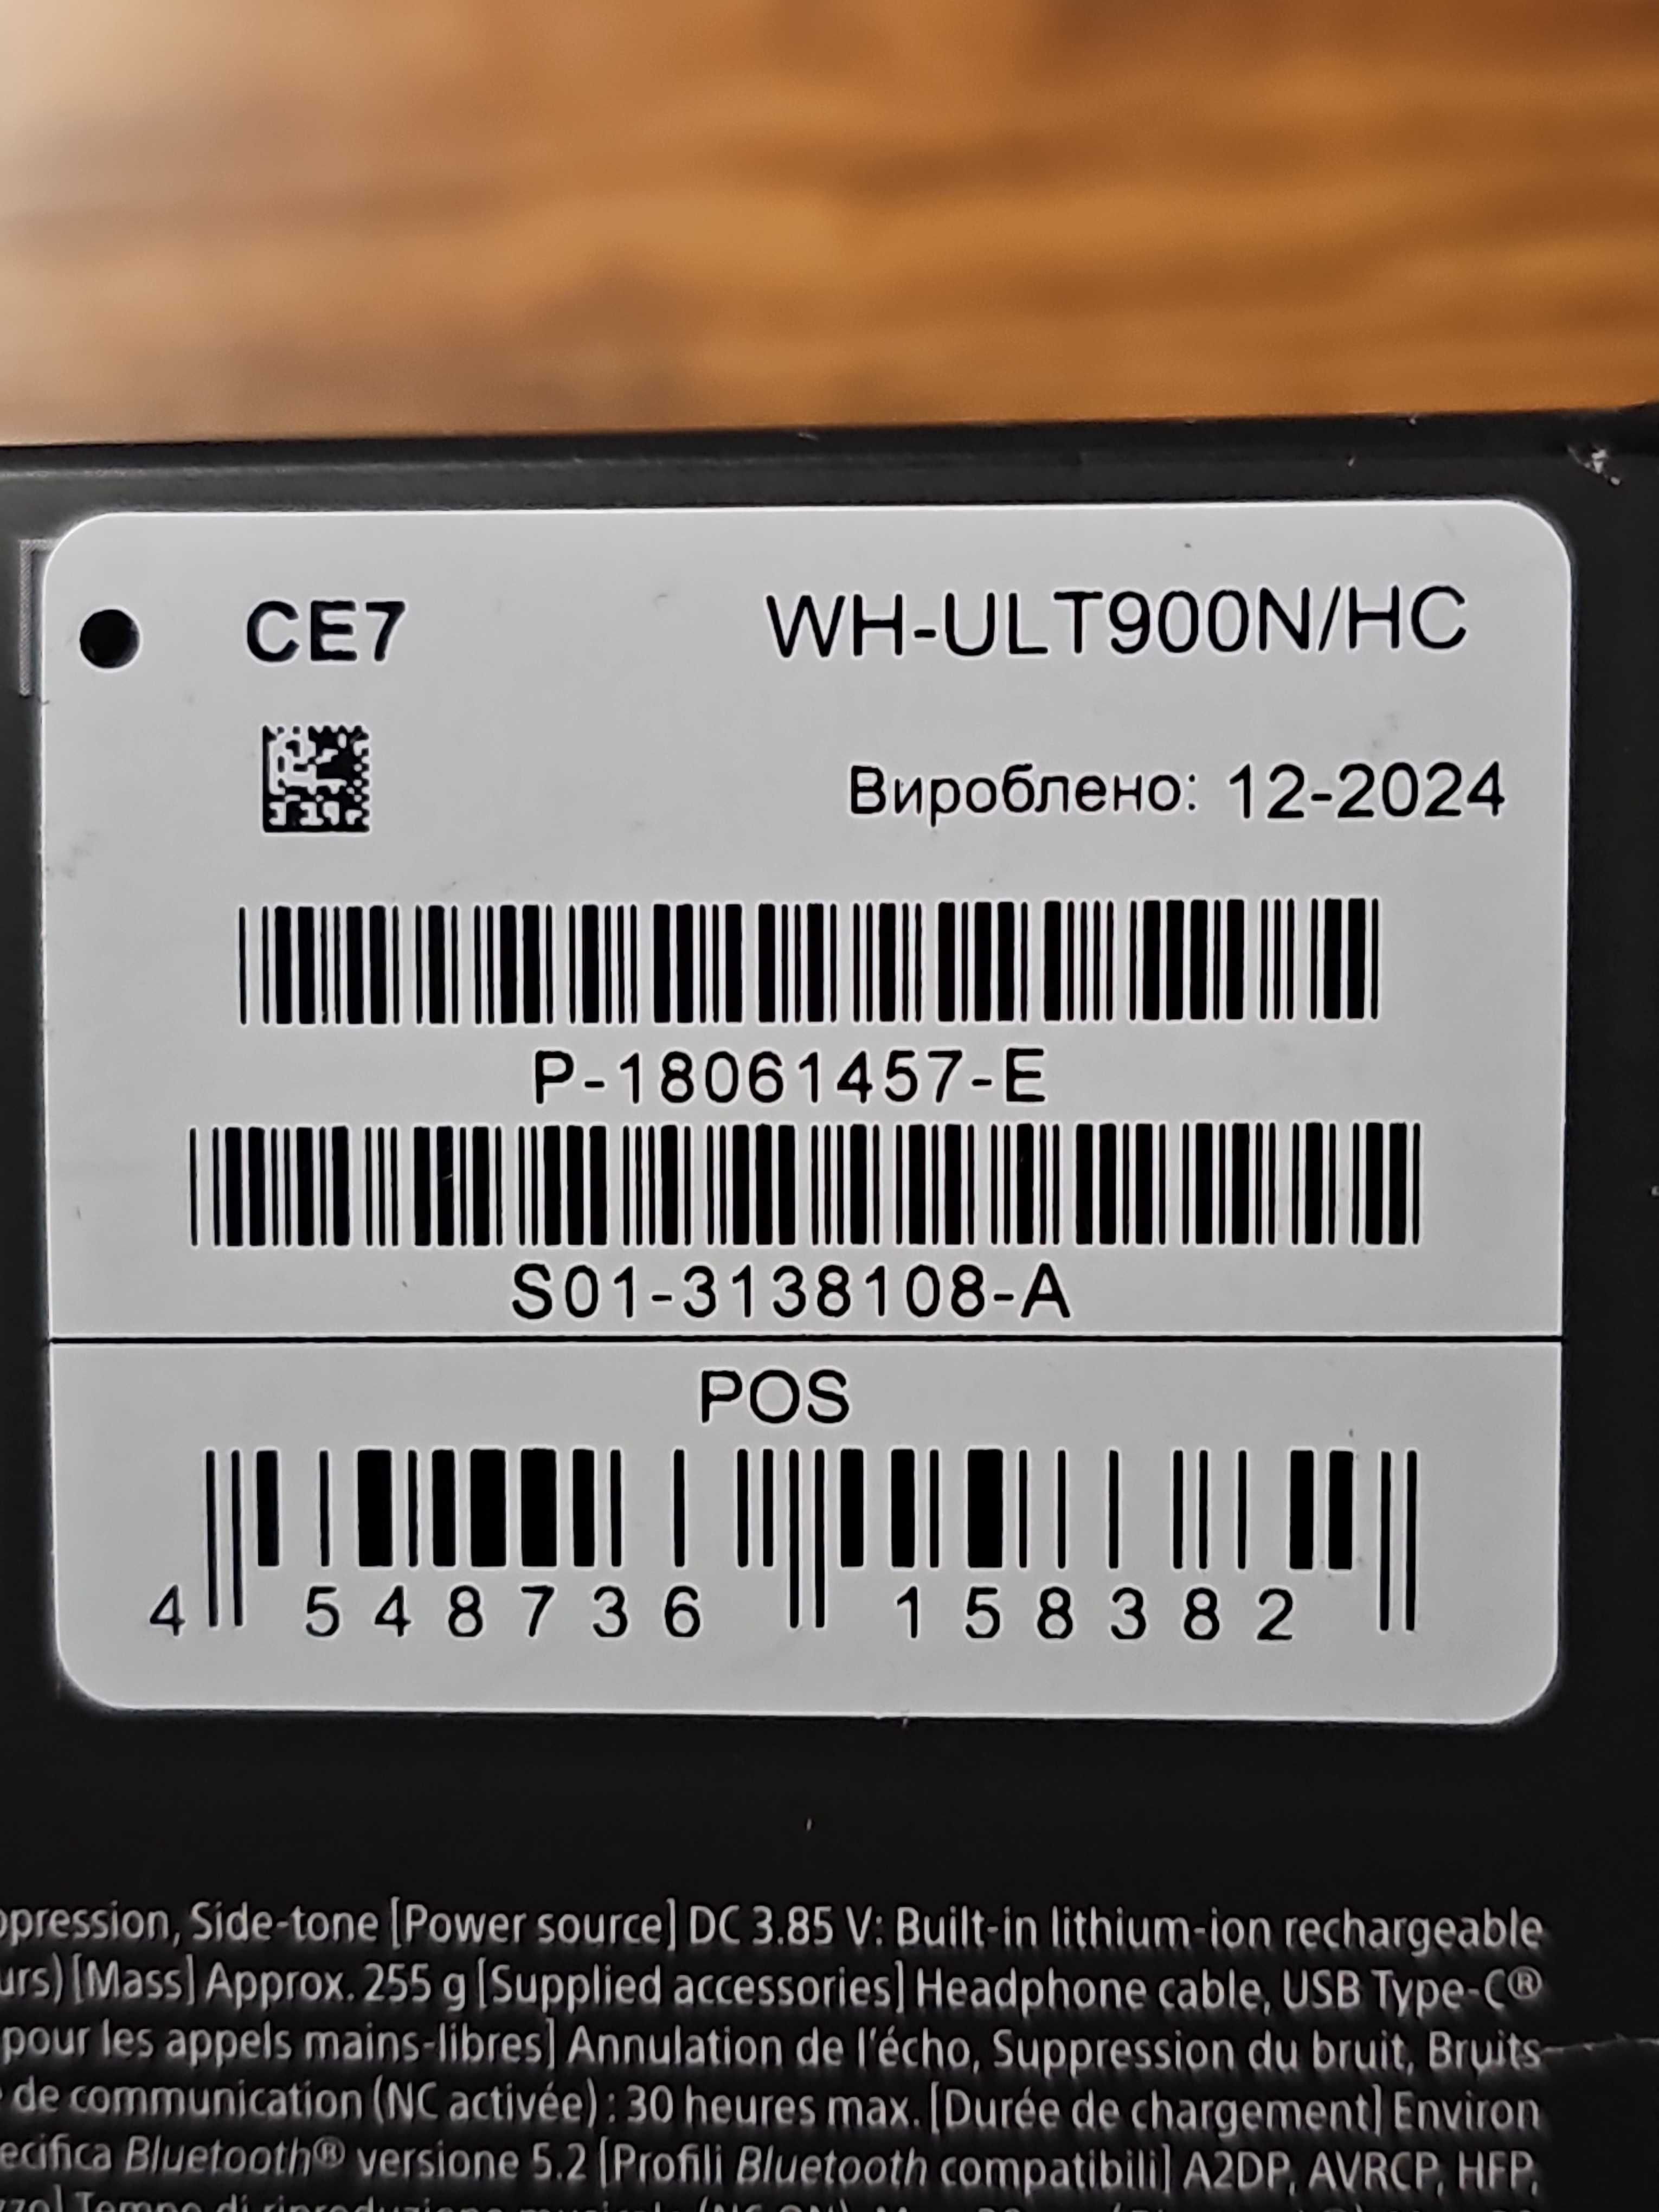 CE7 WH-ULT900N/HC
Вироблено: 12-2024
P-18061457-E
S01-3138108-A
POS
4 548736 158382
Side-tone [Power source] DC 3.85 V: Built-in lithium-ion rechargeable
[Mass] Approx. 255 g [Supplied accessories] Headphone cable, USB Type-C®
pour les appels mains-libres] Annulation de l'écho, Suppression du bruit, Bruits
de communication (NC activée) : 30 heures max. [Durée de chargement] Environ
Bluetooth® versione 5.2 [Profili Bluetooth compatibili] A2DP, AVRCP, HFP,